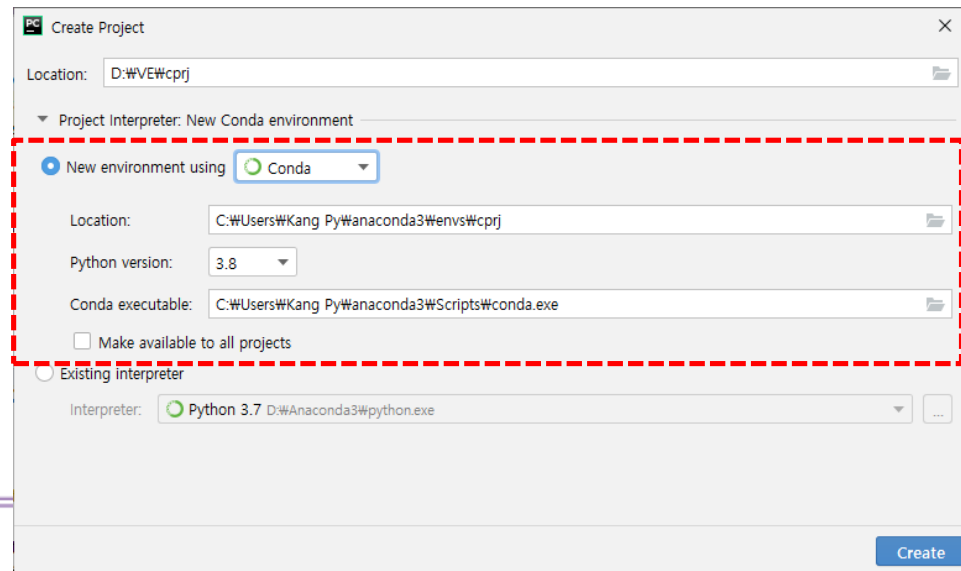 PC Create Project
Location: D:₩VE₩cprj
Project Interpreter: New Conda environment
New environment using Conda
Location: C:₩Users₩Kang Py₩anaconda3₩envs₩cprj
Python version: 3.8
Conda executable: C:₩Users₩Kang Py₩anaconda3₩Scripts₩conda.exe
Make available to all projects
Existing interpreter
Interpreter: Python 3.7 D:₩Anaconda3₩python.exe ...
Create